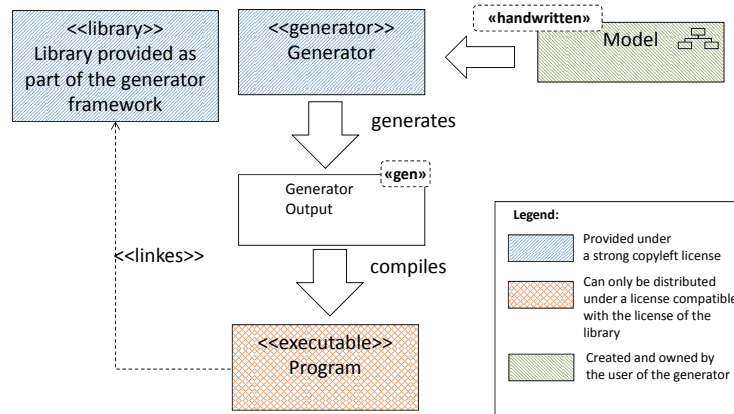 <<library>>
Library provided as
part of the generator
framework
<<generator>>
Generator
«handwritten»
Model
generates
«gen»
Generator
Output
<<linkes>>
compiles
<<executable>>
Program
Legend:
Provided under
a strong copyleft license
Can only be distributed
under a license compatible
with the license of the
library
Created and owned by
the user of the generator